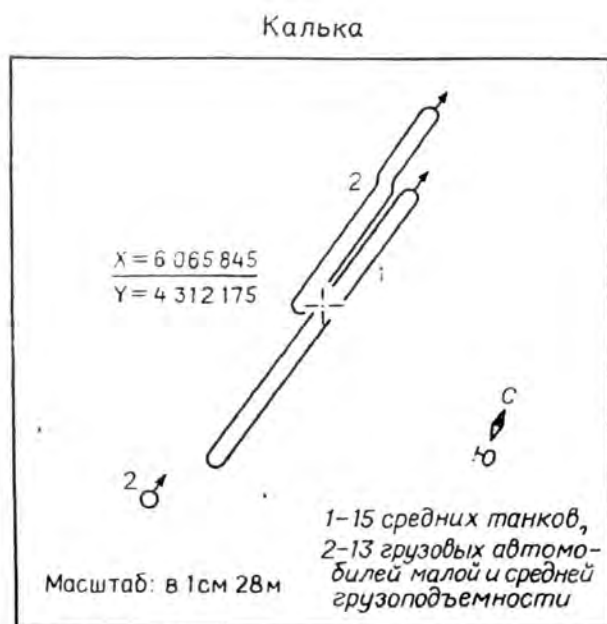 Калька
2
X = 6 065 845
Y = 4 312 175
1
С
Ю
2
1-15 средних танков,
2-13 грузовых автомо-
билей малой и средней
грузоподъемности
Масштаб: в 1см 28м